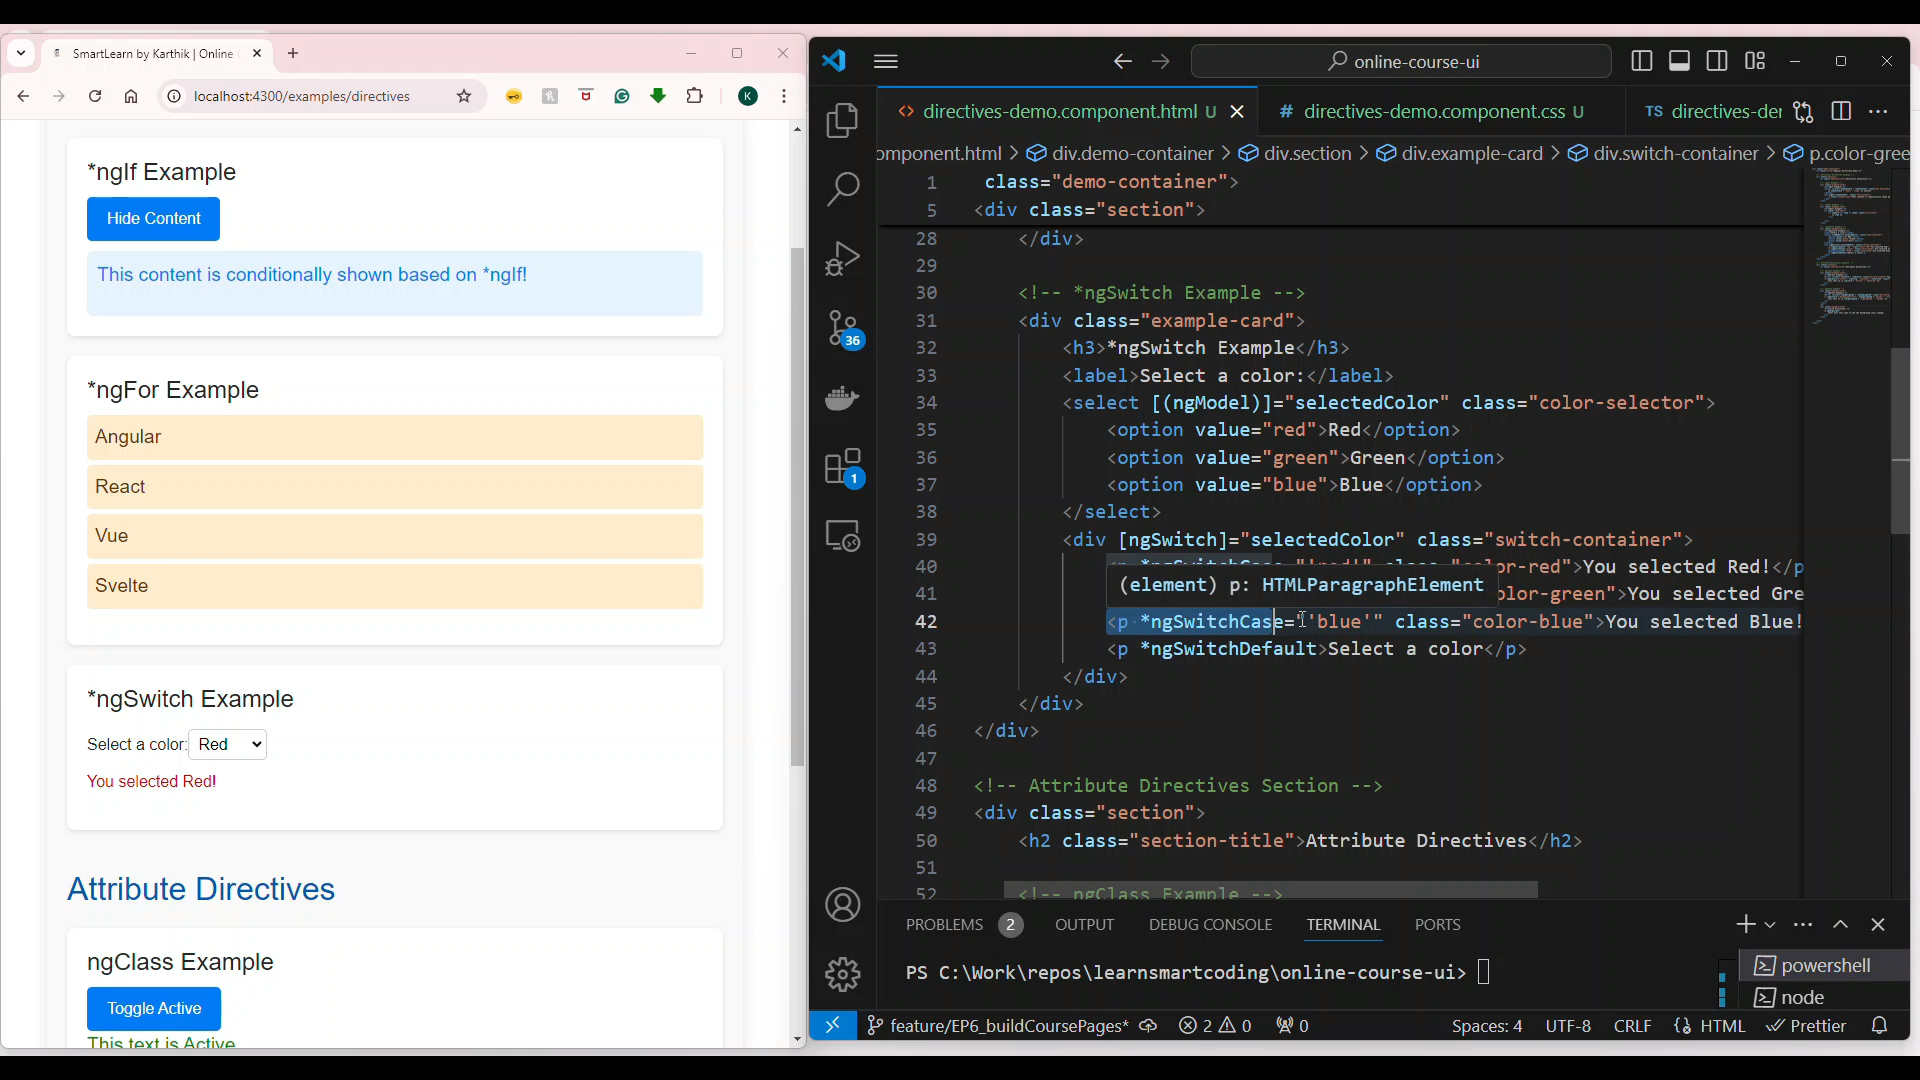 SmartLearn by Karthik | Online
localhost:4300/examples/directives
K
*ngIf Example
Hide Content
This content is conditionally shown based on *ngIf!
*ngFor Example
Angular
React
Vue
Svelte
*ngSwitch Example
Select a color: Red
You selected Red!
Attribute Directives
ngClass Example
Toggle Active
This text is Active
online-course-ui
<> directives-demo.component.html U
# directives-demo.component.css U
TS directives-der
omponent.html > div.demo-container > div.section > div.example-card > div.switch-container > p.color-gree
1 class="demo-container">
5 <div class="section">
28 </div>
29
30 <!-- *ngSwitch Example -->
31 <div class="example-card">
32 <h3>*ngSwitch Example</h3>
33 <label>Select a color:</label>
34 <select [(ngModel)]="selectedColor" class="color-selector">
35 <option value="red">Red</option>
36 <option value="green">Green</option>
37 <option value="blue">Blue</option>
38 </select>
39 <div [ngSwitch]="selectedColor" class="switch-container">
40 <p *ngSwitchCase="'red'" class="color-red">You selected Red!</p
(element) p: HTMLParagraphElement
41 olor-green">You selected Gre
42 <p *ngSwitchCase="'blue'" class="color-blue">You selected Blue!
43 <p *ngSwitchDefault>Select a color</p>
44 </div>
45 </div>
46 </div>
47
48 <!-- Attribute Directives Section -->
49 <div class="section">
50 <h2 class="section-title">Attribute Directives</h2>
51
52 <!-- ngClass Example -->
36
1
PROBLEMS 2 OUTPUT DEBUG CONSOLE TERMINAL PORTS
PS C:\Work\repos\learnsmartcoding\online-course-ui>
powershell
node
feature/EP6_buildCoursePages* 2 0 0 Spaces: 4 UTF-8 CRLF HTML Prettier